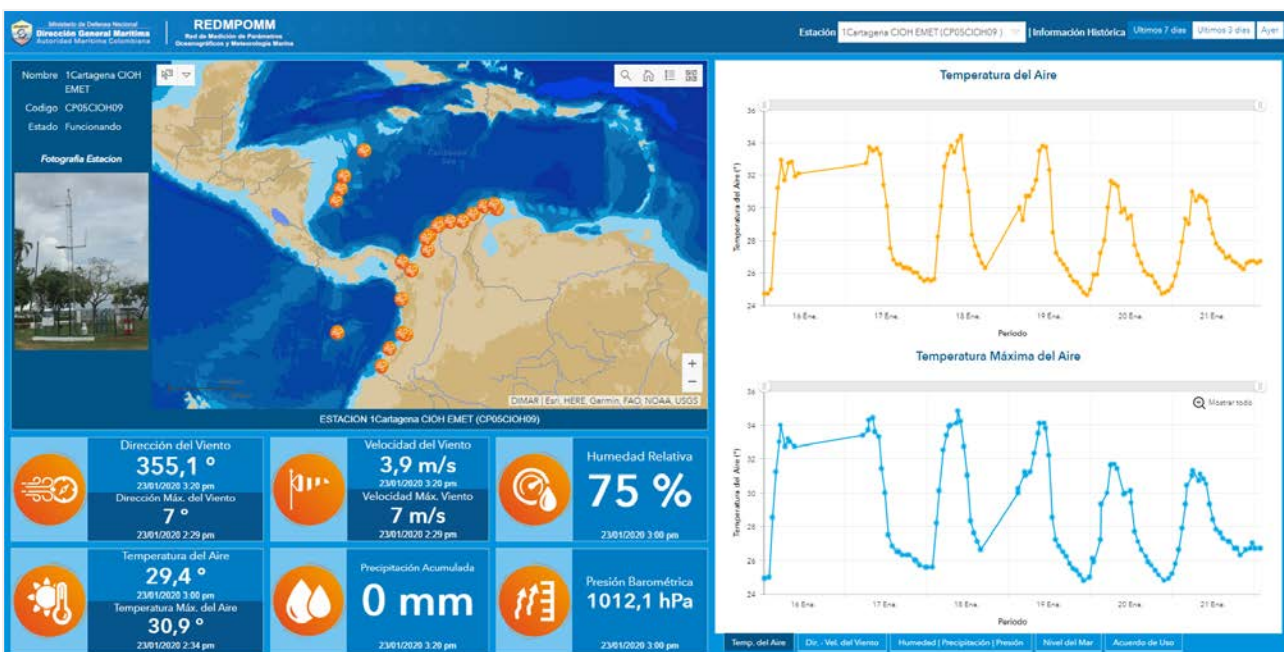 Ministerio de Defensa Nacional
Dirección General Marítima
Autoridad Marítima Colombiana
REDMPOMM
Red de Medición de Parámetros
Oceanográficos y Meteorología Marina
Estación 1Cartagena CIOH EMET (CP05CIOH09 ) | Información Histórica Ultimos 7 dias Ultimos 3 dias Ayer
Nombre 1Cartagena CIOH
EMET
Codigo CP05CIOH09
Estado Funcionando
Fotografía Estacion
DIMAR | Esri, HERE, Garmin, FAO, NOAA, USGS
ESTACION 1Cartagena CIOH EMET (CP05CIOH09)
Dirección del Viento
355,1 °
23/01/2020 3:20 pm
Dirección Máx. del Viento
7 °
23/01/2020 2:29 pm
Velocidad del Viento
3,9 m/s
23/01/2020 3:20 pm
Velocidad Máx. Viento
7 m/s
23/01/2020 2:29 pm
Humedad Relativa
75 %
23/01/2020 3:00 pm
Temperatura del Aire
29,4 °
23/01/2020 3:00 pm
Temperatura Máx. del Aire
30,9 °
23/01/2020 2:34 pm
Precipitación Acumulada
0 mm
23/01/2020 3:20 pm
Presión Barométrica
1012,1 hPa
23/01/2020 3:00 pm
Temperatura del Aire
Temperatura del Aire (°)
36
34
32
30
28
26
24
16 Ene. 17 Ene. 18 Ene. 19 Ene. 20 Ene. 21 Ene.
Período
Temperatura Máxima del Aire
Mostrar todo
Temperatura del Aire (°)
36
34
32
30
28
26
24
16 Ene. 17 Ene. 18 Ene. 19 Ene. 20 Ene. 21 Ene.
Período
Temp. del Aire Dir. - Vel. del Viento Humedad | Precipitación | Presión Nivel del Mar Acuerdo de Uso